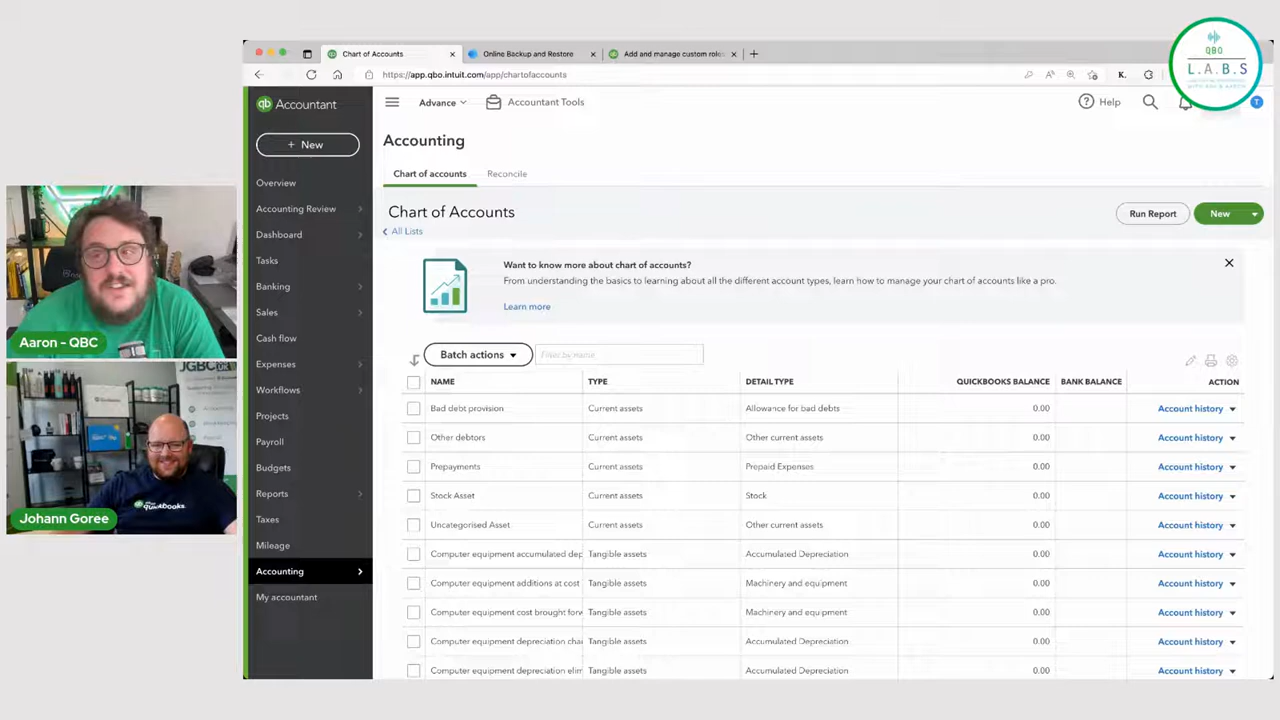 Chart of Accounts
Online Backup and Restore
Add and manage custom role
https://app.qbo.intuit.com/app/chartofaccounts
K.
QBO
L.A.B.S
qb Accountant
Advance
Accountant Tools
Help
T
+ New
Overview
Accounting Review
Dashboard
Tasks
Banking
Sales
Cash flow
Expenses
Workflows
Projects
Payroll
Budgets
Reports
Taxes
Mileage
Accounting
My accountant
Accounting
Chart of accounts
Reconcile
Chart of Accounts
All Lists
Run Report
New
Want to know more about chart of accounts?
From understanding the basics to learning about all the different account types, learn how to manage your chart of accounts like a pro.
Learn more
Batch actions
Filter by name
NAME TYPE DETAIL TYPE QUICKBOOKS BALANCE BANK BALANCE ACTION
Bad debt provision Current assets Allowance for bad debts 0.00 Account history
Other debtors Current assets Other current assets 0.00 Account history
Prepayments Current assets Prepaid Expenses 0.00 Account history
Stock Asset Current assets Stock 0.00 Account history
Uncategorised Asset Current assets Other current assets 0.00 Account history
Computer equipment accumulated dep Tangible assets Accumulated Depreciation 0.00 Account history
Computer equipment additions at cost Tangible assets Machinery and equipment 0.00 Account history
Computer equipment cost brought forw Tangible assets Machinery and equipment 0.00 Account history
Computer equipment depreciation cha Tangible assets Accumulated Depreciation 0.00 Account history
Computer equipment depreciation elim Tangible assets Accumulated Depreciation 0.00 Account history
Aaron - QBC
JGBC
quickbooks
Johann Goree